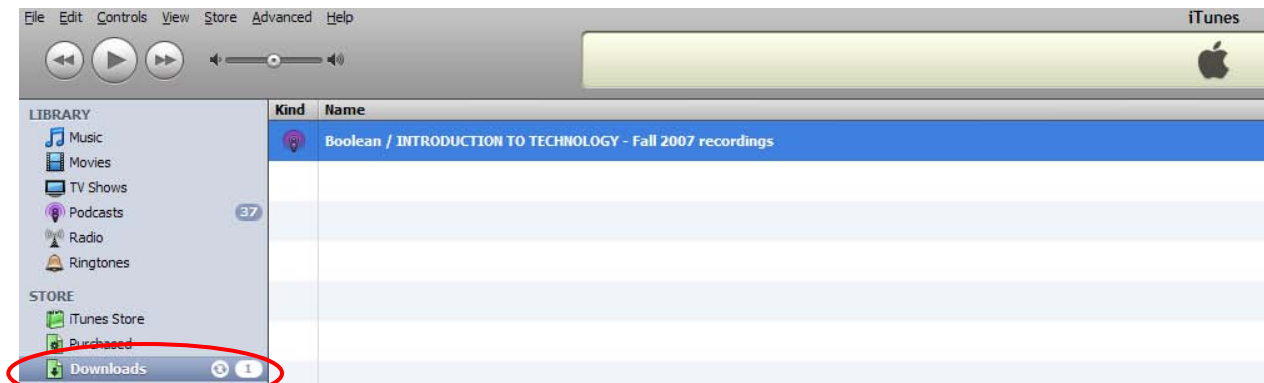 File Edit Controls View Store Advanced Help
iTunes
LIBRARY
Kind Name
Music
Boolean / INTRODUCTION TO TECHNOLOGY - Fall 2007 recordings
Movies
TV Shows
Podcasts 37
Radio
Ringtones
STORE
iTunes Store
Purchased
Downloads 1